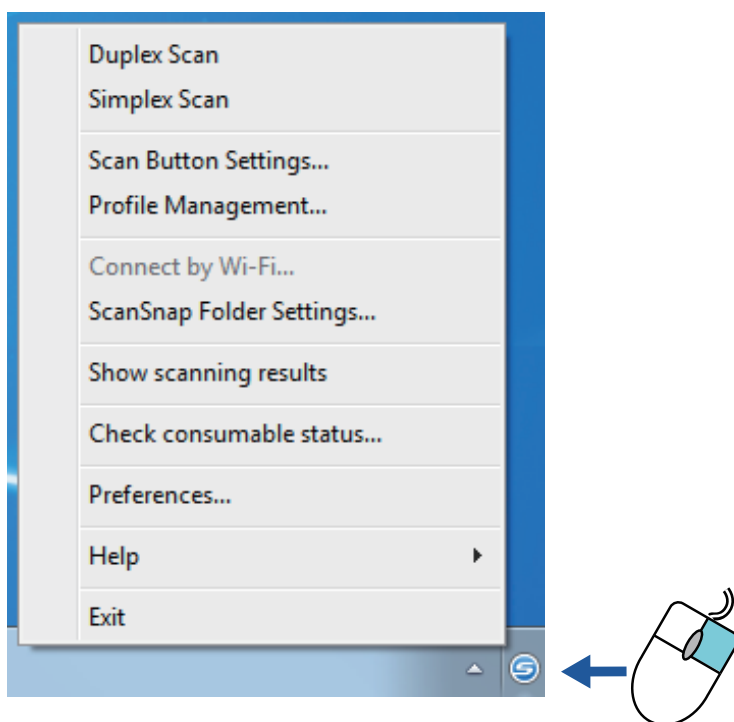 Duplex Scan
Simplex Scan
Scan Button Settings...
Profile Management...
Connect by Wi-Fi...
ScanSnap Folder Settings...
Show scanning results
Check consumable status...
Preferences...
Help
Exit